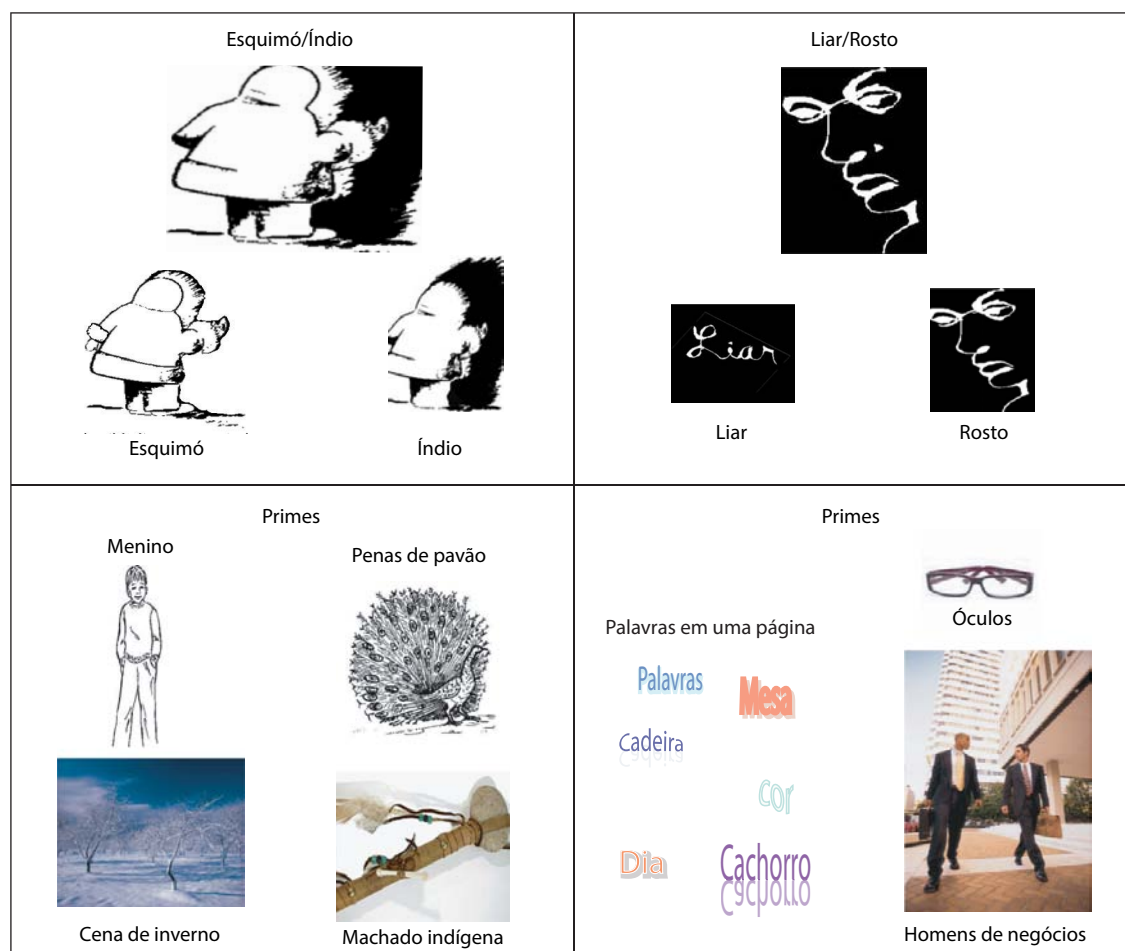 Esquimó/Índio
Esquimó
Índio
Liar/Rosto
Liar
Liar
Liar
Rosto
Primes
Menino
Penas de pavão
Cena de inverno
Machado indígena
Primes
Óculos
Palavras em uma página
Palavras
Mesa
Cadeira
cor
Dia
Cachorro
Homens de negócios